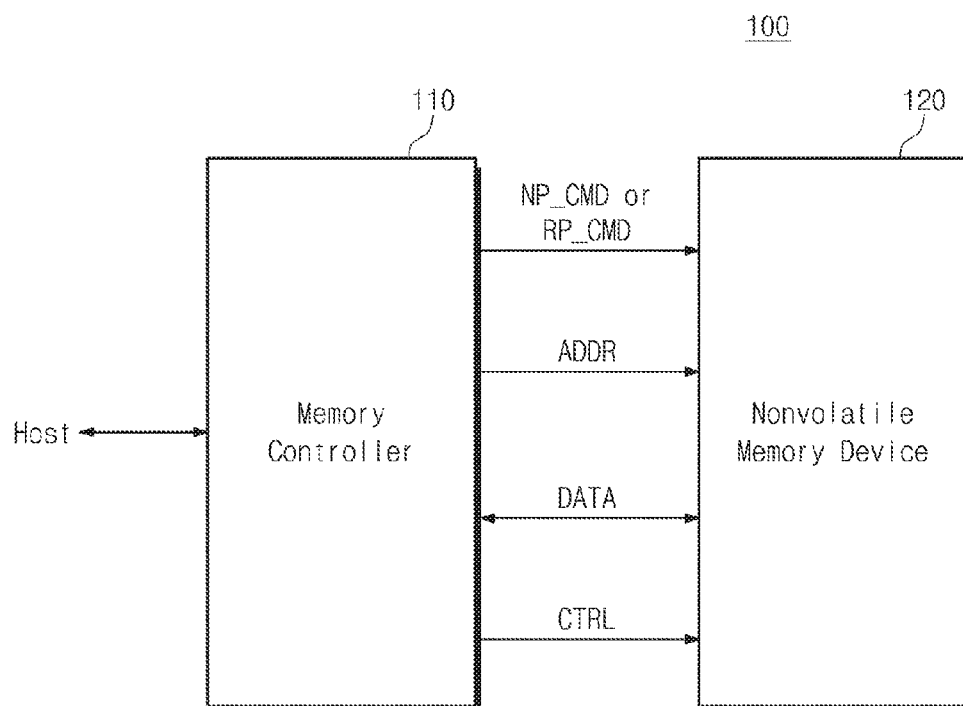 100
110
120
NP_CMD or
RP_CMD
ADDR
Host
Memory
Controller
Nonvolatile
Memory Device
DATA
CTRL